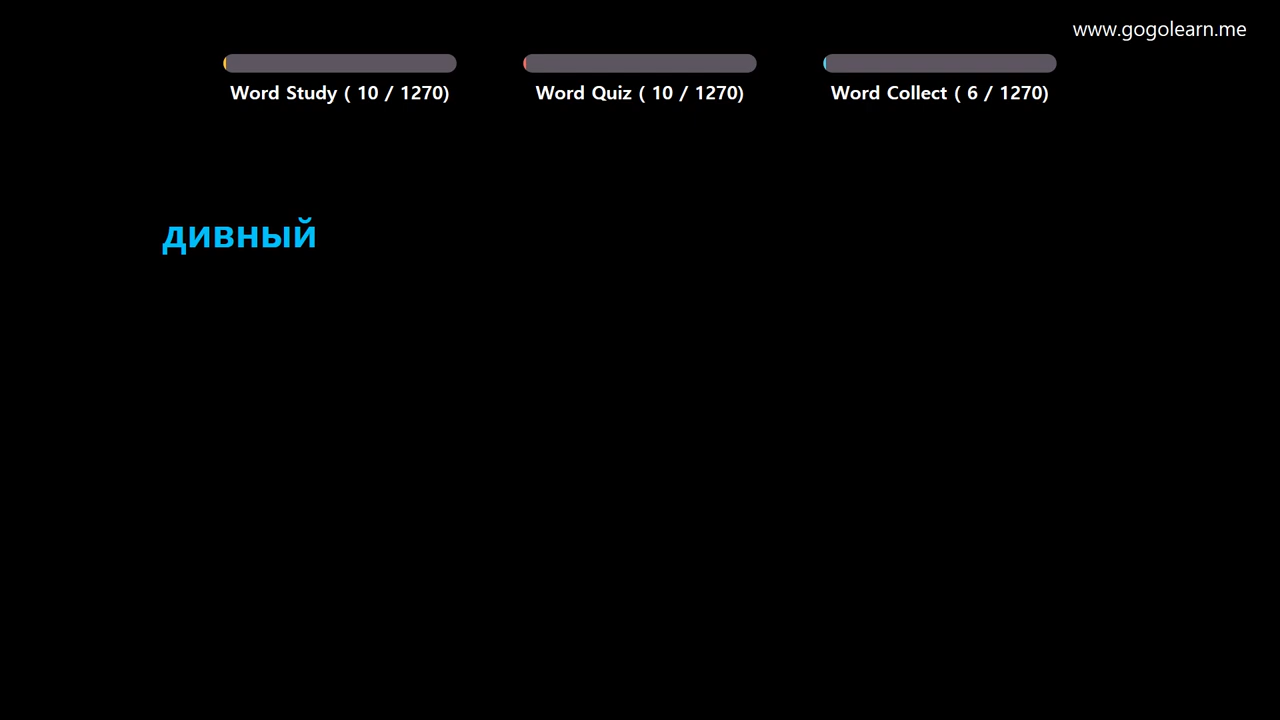 www.gogolearn.me
Word Study ( 10 / 1270)
Word Quiz ( 10 / 1270)
Word Collect ( 6 / 1270)
дивный